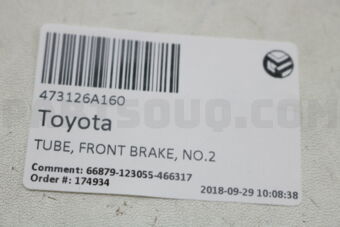 473126A160
Toyota
TUBE, FRONT BRAKE, NO.2
Comment: 66879-123055-466317
Order #: 174934
2018-09-29 10:08:38